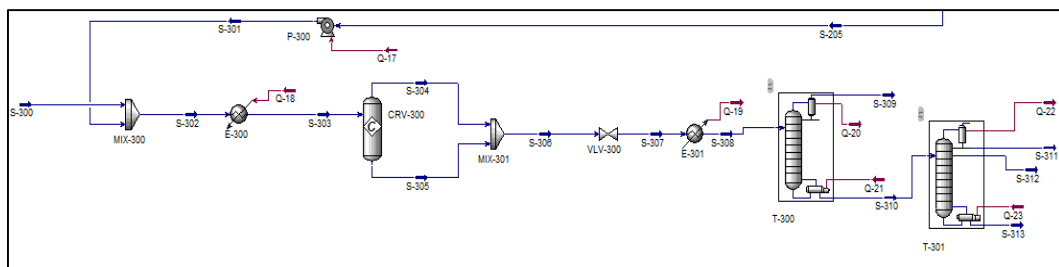 S-301
P-300
S-205
Q-17
S-300
MIX-300
S-302
Q-18
E-300
S-303
S-304
CRV-300
C
S-305
MIX-301
S-306
VLV-300
S-307
Q-19
E-301
S-308
S-309
Q-20
Q-21
S-310
T-300
Q-22
S-311
S-312
Q-23
S-313
T-301